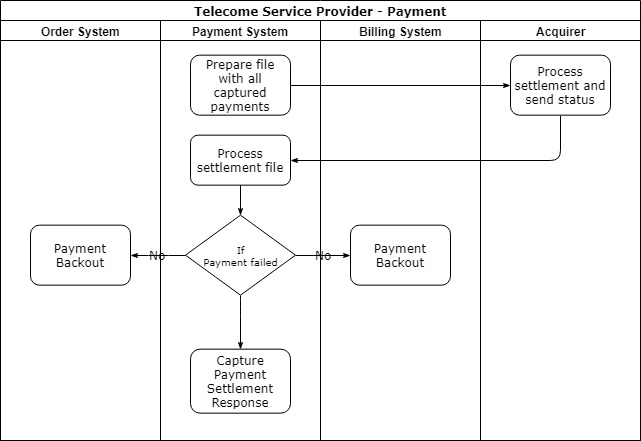 Telecome Service Provider - Payment
Order System
Payment System
Billing System
Acquirer
Prepare file
with all
captured
payments
Process
settlement and
send status
Process
settlement file
If
Payment failed
No
No
Payment
Backout
Payment
Backout
Capture
Payment
Settlement
Response